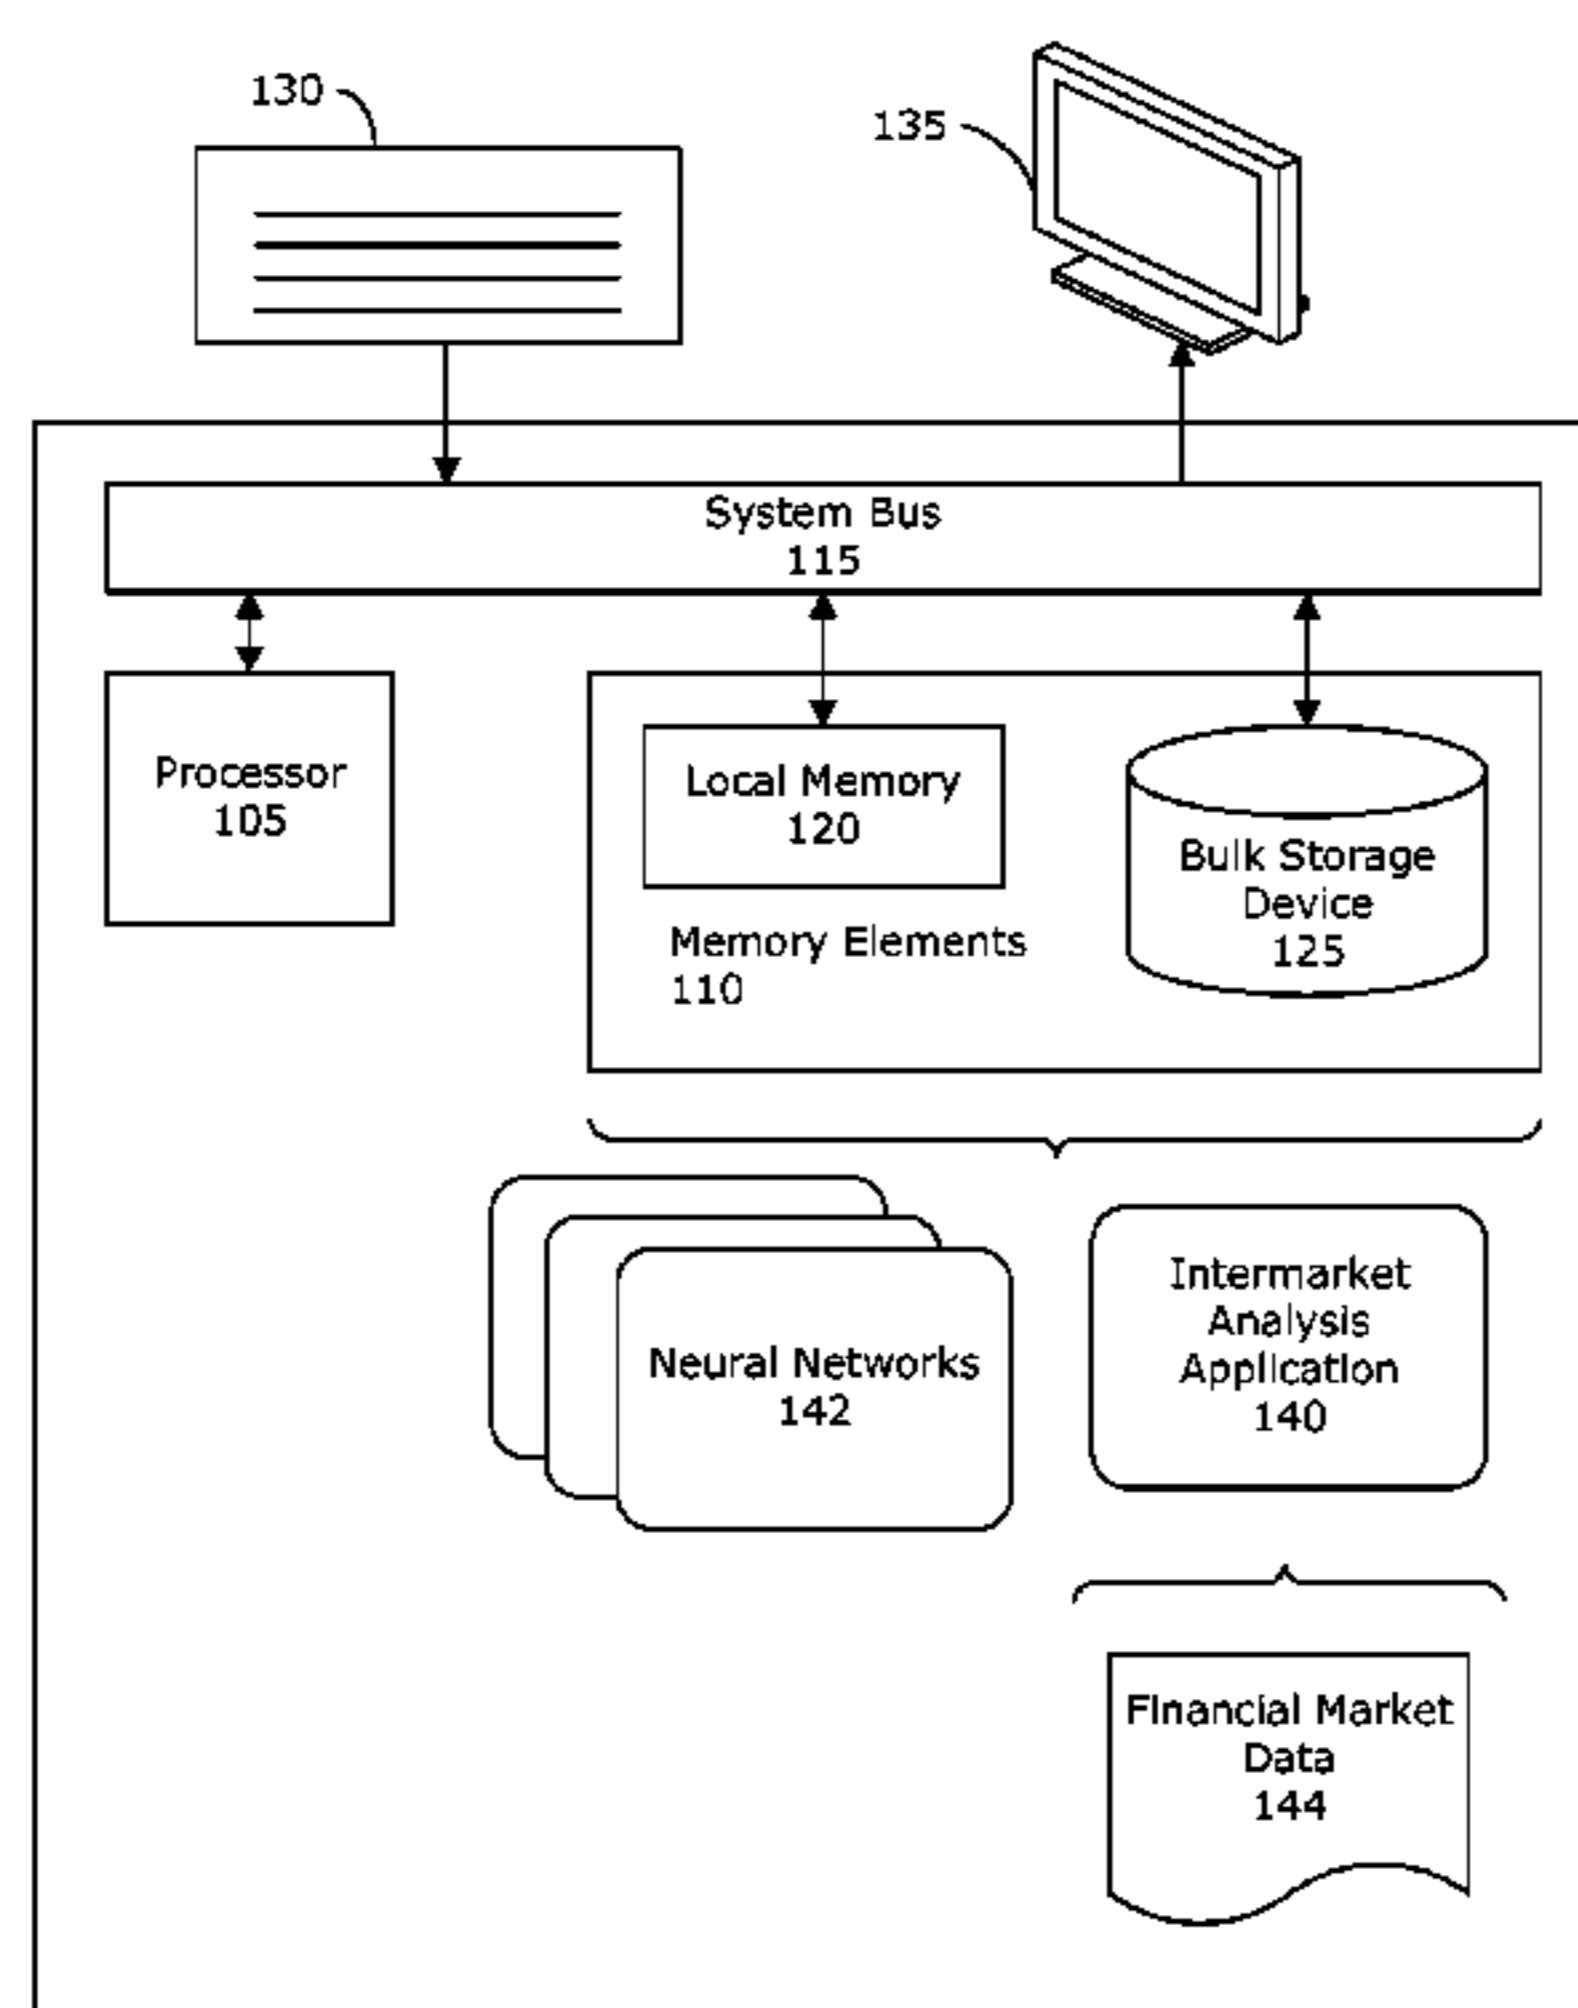 130
135
System Bus
115
Processor
105
Local Memory
120
Memory Elements
110
Bulk Storage
Device
125
Neural Networks
142
Intermarket
Analysis
Application
140
Financial Market
Data
144